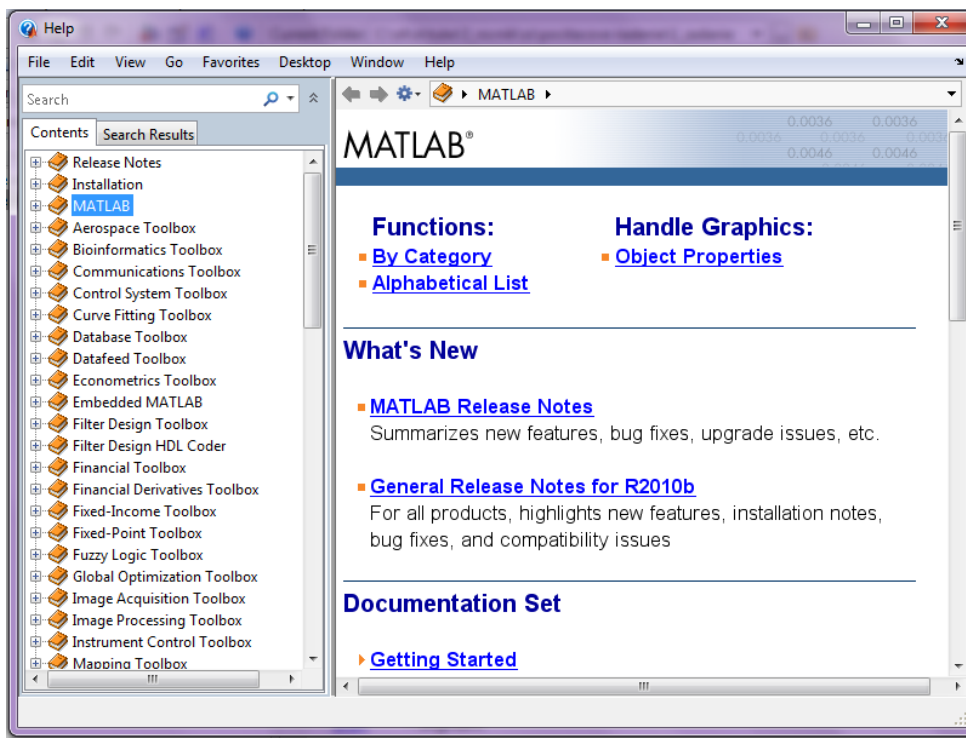 Help
File Edit View Go Favorites Desktop Window Help
Search
Contents Search Results
Release Notes
Installation
MATLAB
Aerospace Toolbox
Bioinformatics Toolbox
Communications Toolbox
Control System Toolbox
Curve Fitting Toolbox
Database Toolbox
Datafeed Toolbox
Econometrics Toolbox
Embedded MATLAB
Filter Design Toolbox
Filter Design HDL Coder
Financial Toolbox
Financial Derivatives Toolbox
Fixed-Income Toolbox
Fixed-Point Toolbox
Fuzzy Logic Toolbox
Global Optimization Toolbox
Image Acquisition Toolbox
Image Processing Toolbox
Instrument Control Toolbox
Mapping Toolbox
MATLAB
MATLAB®
0.0036 0.0036
0.0036 0.0036 0.0036
0.0046 0.0046
Functions:
By Category
Alphabetical List
Handle Graphics:
Object Properties
What's New
MATLAB Release Notes
Summarizes new features, bug fixes, upgrade issues, etc.
General Release Notes for R2010b
For all products, highlights new features, installation notes,
bug fixes, and compatibility issues
Documentation Set
Getting Started